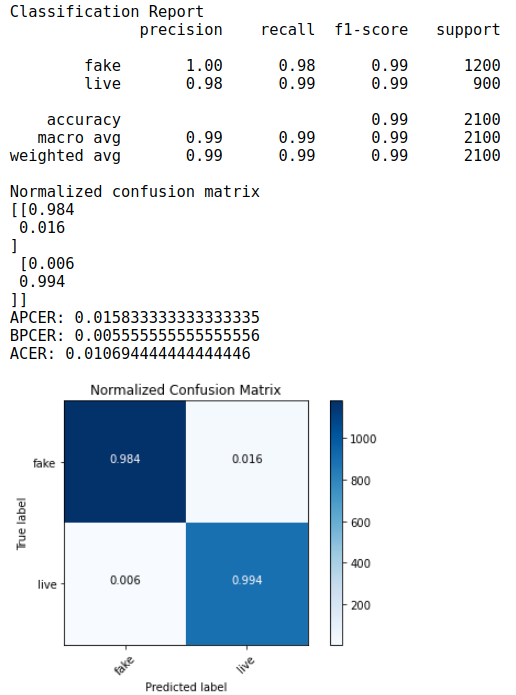 Classification Report
precision recall f1-score support
fake 1.00 0.98 0.99 1200
live 0.98 0.99 0.99 900
accuracy 0.99 2100
macro avg 0.99 0.99 0.99 2100
weighted avg 0.99 0.99 0.99 2100
Normalized confusion matrix
[[0.984
0.016
]
[0.006
0.994
]]
APCER: 0.015833333333333335
BPCER: 0.005555555555555556
ACER: 0.010694444444444446
Normalized Confusion Matrix
fake 0.984 0.016
live 0.006 0.994
True label
fake live
Predicted label
1000
800
600
400
200